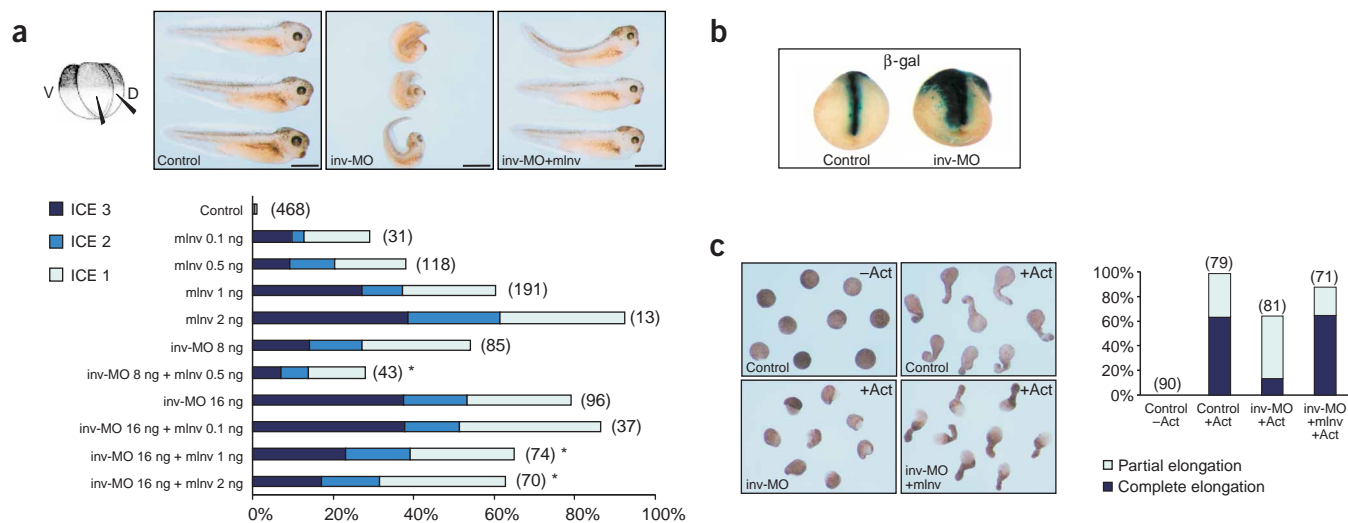 a
V
D
Control
inv-MO
inv-MO+mInv
ICE 3
ICE 2
ICE 1
Control
(468)
mInv 0.1 ng
(31)
mInv 0.5 ng
(118)
mInv 1 ng
(191)
mInv 2 ng
(13)
inv-MO 8 ng
(85)
inv-MO 8 ng + mInv 0.5 ng
(43) *
inv-MO 16 ng
(96)
inv-MO 16 ng + mInv 0.1 ng
(37)
inv-MO 16 ng + mInv 1 ng
(74) *
inv-MO 16 ng + mInv 2 ng
(70) *
0% 20% 40% 60% 80% 100%
b
β-gal
Control
inv-MO
c
–Act
Control
+Act
Control
+Act
inv-MO
+Act
inv-MO
+mInv
100%
80%
60%
40%
20%
0%
(90)
(79)
(81)
(71)
Control
–Act
Control
+Act
inv-MO
+Act
inv-MO
+mInv
+Act
Partial elongation
Complete elongation